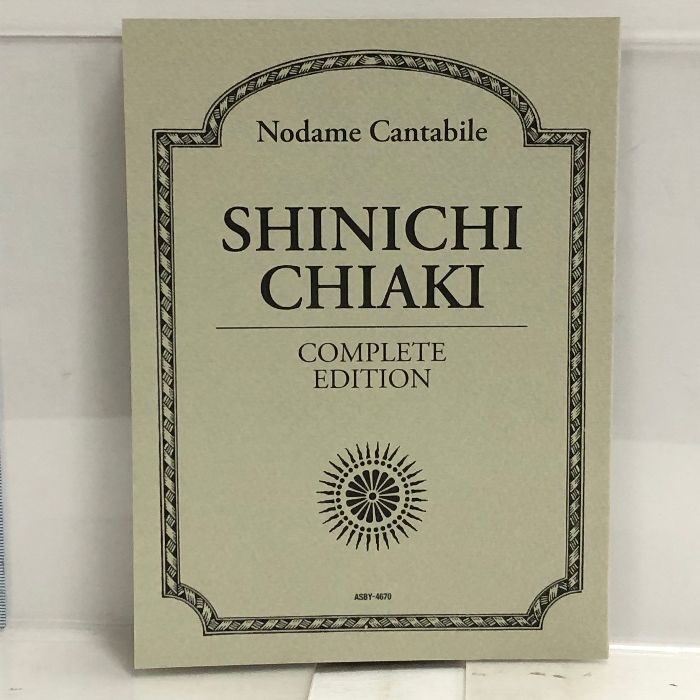 Nodame Cantabile
SHINICHI
CHIAKI
COMPLETE
EDITION
ASBY-4670